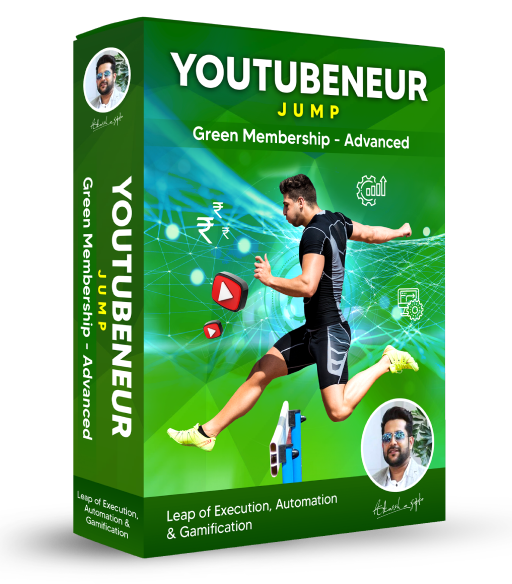 YOUTUBENEUR
JUMP
Green Membership - Advanced
₹
₹
₹
Leap of Execution, Automation
& Gamification
YOUTUBENEUR
JUMP
Green Membership - Advanced
Leap of Execution,
Automation &
Gamification